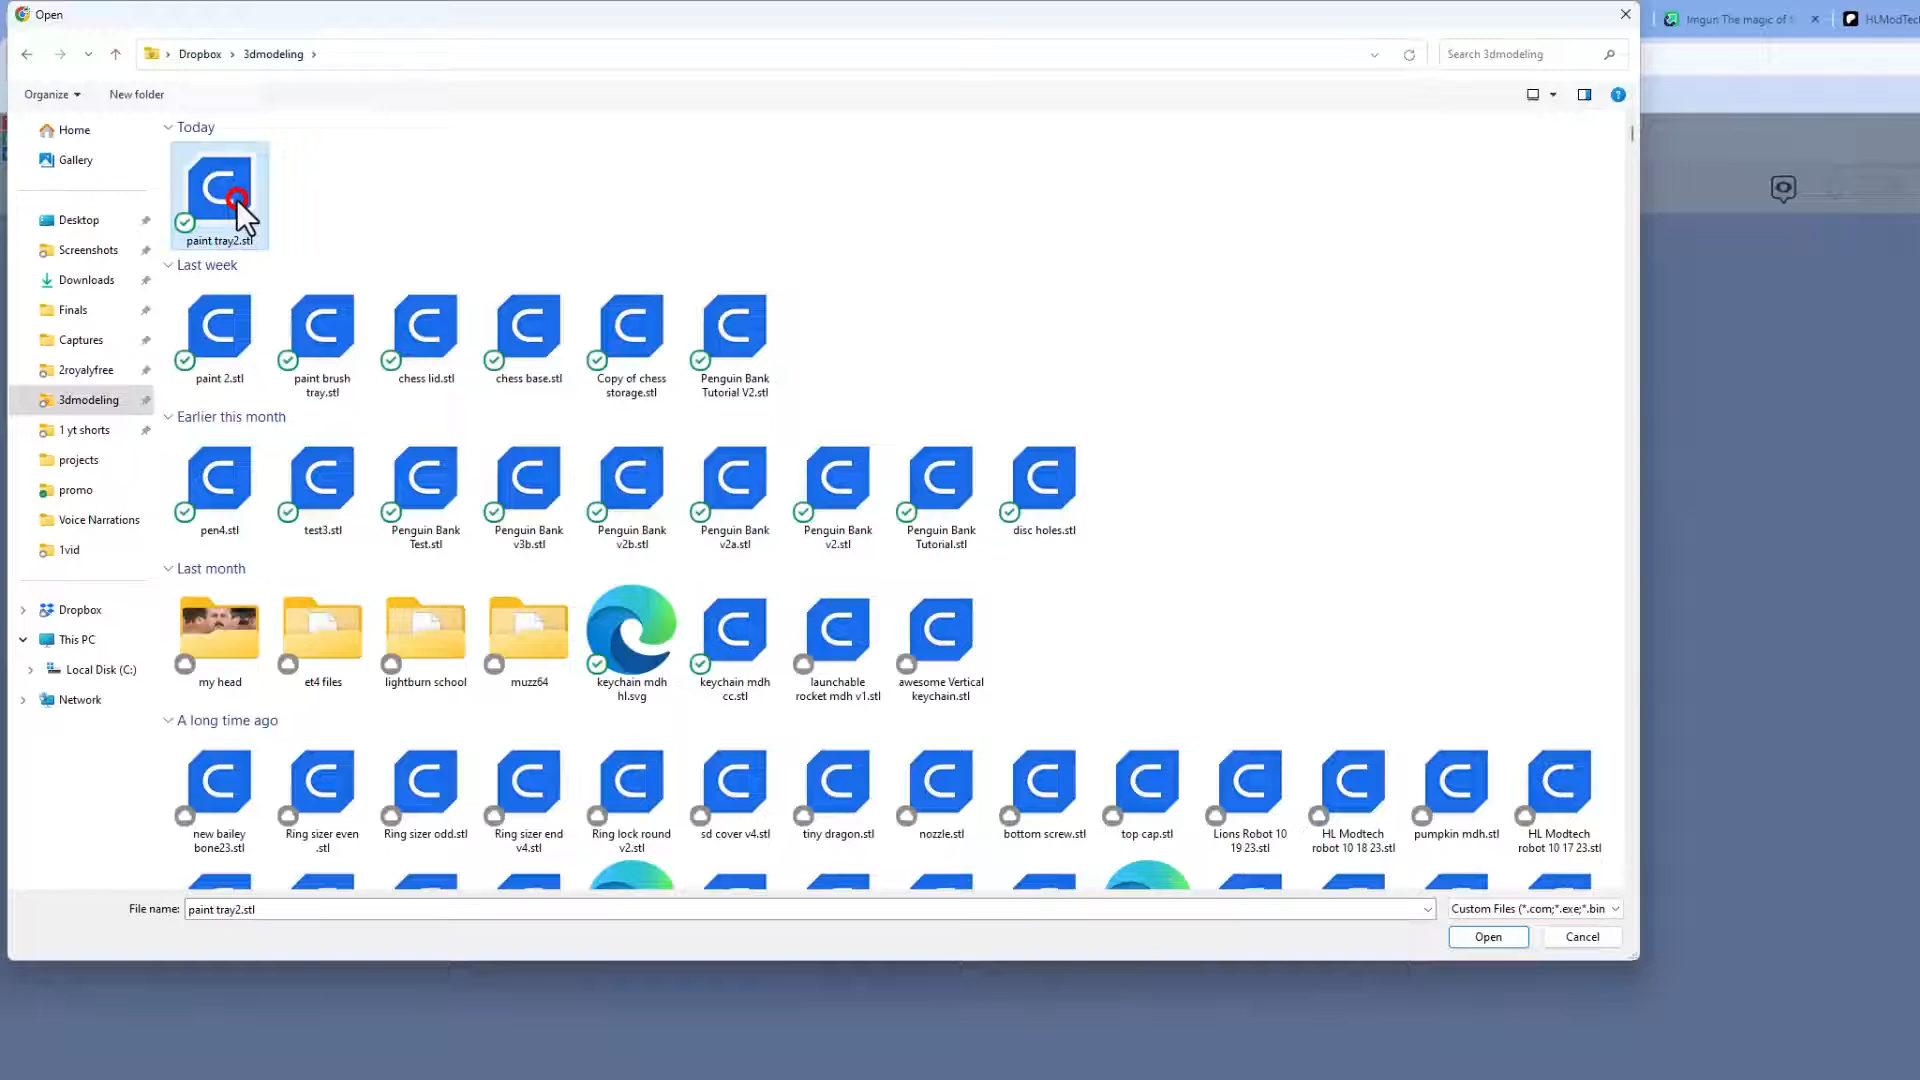 Open
Imgur: The magic of
HLModTec
Dropbox
3dmodeling
Search 3dmodeling
Organize
New folder
Home
Gallery
Desktop
Screenshots
Downloads
Finals
Captures
2royalyfree
3dmodeling
1 yt shorts
projects
promo
Voice Narrations
1vid
Dropbox
This PC
Local Disk (C:)
Network
Today
paint tray2.stl
Last week
paint 2.stl
paint brush
tray.stl
chess lid.stl
chess base.stl
Copy of chess
storage.stl
Penguin Bank
Tutorial V2.stl
Earlier this month
pen4.stl
test3.stl
Penguin Bank
Test.stl
Penguin Bank
v3b.stl
Penguin Bank
v2b.stl
Penguin Bank
v2a.stl
Penguin Bank
v2.stl
Penguin Bank
Tutorial.stl
disc holes.stl
Last month
my head
et4 files
lightburn school
muzz64
keychain mdh
hl.svg
keychain mdh
cc.stl
launchable
rocket mdh v1.stl
awesome Vertical
keychain.stl
A long time ago
new bailey
bone23.stl
Ring sizer even
.stl
Ring sizer odd.stl
Ring sizer end
v4.stl
Ring lock round
v2.stl
sd cover v4.stl
tiny dragon.stl
nozzle.stl
bottom screw.stl
top cap.stl
Lions Robot 10
19 23.stl
HL Modtech
robot 10 18 23.stl
pumpkin mdh.stl
HL Modtech
robot 10 17 23.stl
File name:
paint tray2.stl
Custom Files (*.com;*.exe;*.bin
Open
Cancel